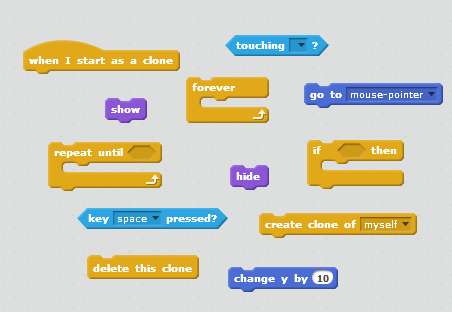 touching ?
when I start as a clone
forever
go to mouse-pointer
show
repeat until
if then
hide
key space pressed?
create clone of myself
delete this clone
change y by 10